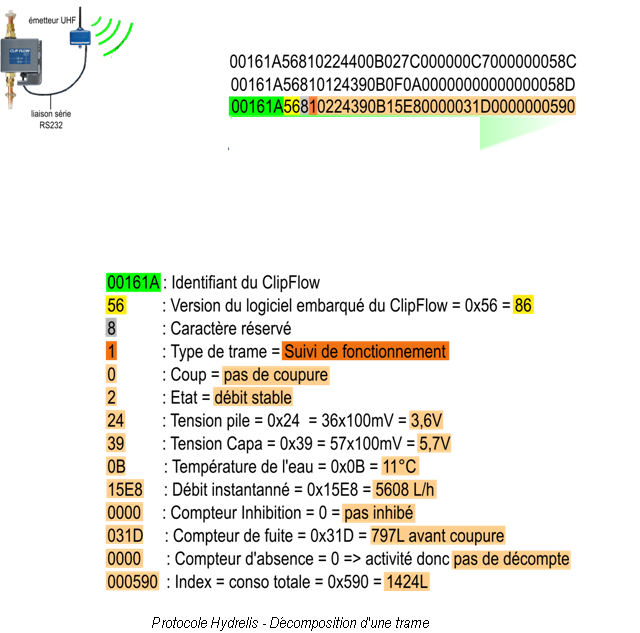 émetteur UHF
CLIP FLOW
liaison série
RS232
00161A56810224400B027C000000C7000000058C
00161A56810124390B0F0A00000000000000058D
00161A56810224390B15E80000031D0000000590
00161A : Identifiant du ClipFlow
56 : Version du logiciel embarqué du ClipFlow = 0x56 = 86
8 : Caractère réservé
1 : Type de trame = Suivi de fonctionnement
0 : Coup = pas de coupure
2 : Etat = débit stable
24 : Tension pile = 0x24 = 36x100mV = 3,6V
39 : Tension Capa = 0x39 = 57x100mV = 5,7V
0B : Température de l'eau = 0x0B = 11°C
15E8 : Débit instantanné = 0x15E8 = 5608 L/h
0000 : Compteur Inhibition = 0 = pas inhibé
031D : Compteur de fuite = 0x31D = 797L avant coupure
0000 : Compteur d'absence = 0 => activité donc pas de décompte
000590 : Index = conso totale = 0x590 = 1424L
Protocole Hydrelis - Décomposition d'une trame